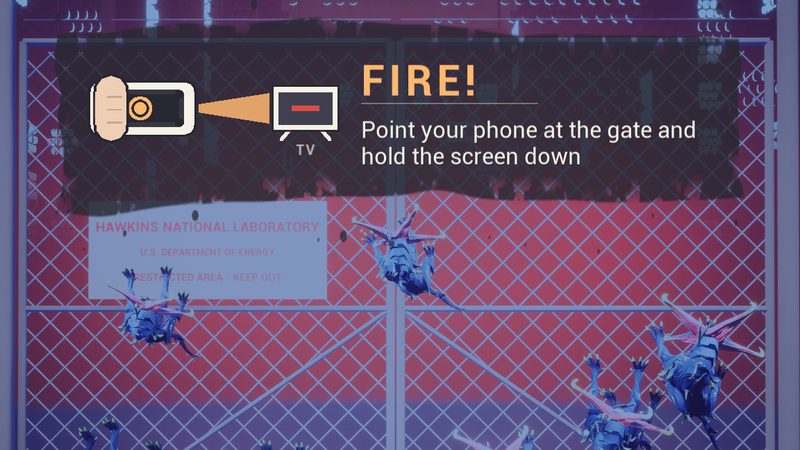 FIRE!
Point your phone at the gate and
hold the screen down
TV
HAWKINS NATIONAL LABORATORY
U.S. DEPARTMENT OF ENERGY
RESTRICTED AREA - KEEP OUT